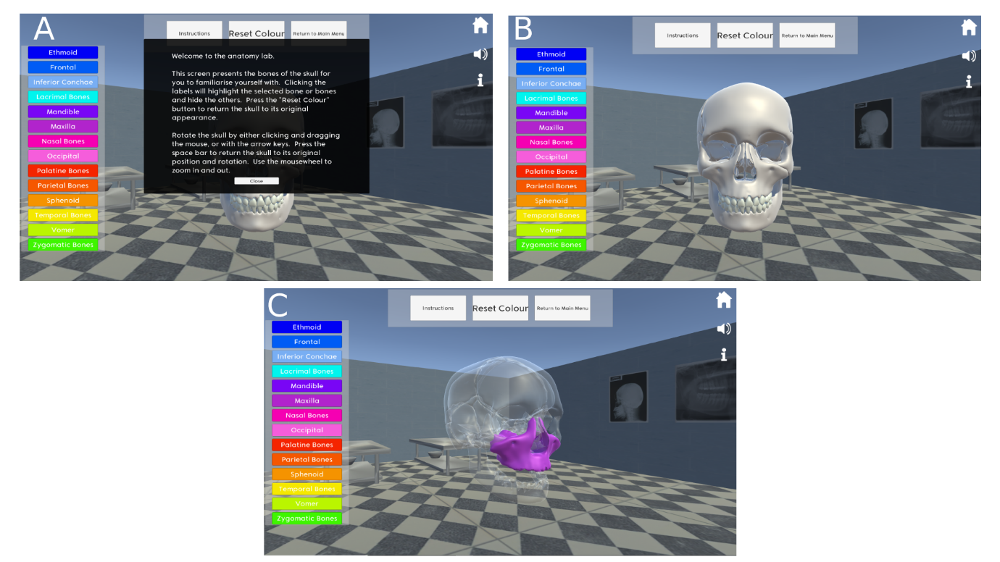 A
Instructions
Reset Colour
Return to Main Menu
Ethmoid
Frontal
Inferior Conchae
Lacrimal Bones
Mandible
Maxilla
Nasal Bones
Occipital
Palatine Bones
Parietal Bones
Sphenoid
Temporal Bones
Vomer
Zygomatic Bones
Welcome to the anatomy lab.
This screen presents the bones of the skull for
you to familiarise yourself with. Clicking the
labels will highlight the selected bone or bones
and hide the others. Press the "Reset Colour"
button to return the skull to its original
appearance.
Rotate the skull by either clicking and dragging
the mouse, or with the arrow keys. Press the
space bar to return the skull to its original
position and rotation. Use the mousewheel to
zoom in and out.
Close
B
Instructions
Reset Colour
Return to Main Menu
Ethmoid
Frontal
Inferior Conchae
Lacrimal Bones
Mandible
Maxilla
Nasal Bones
Occipital
Palatine Bones
Parietal Bones
Sphenoid
Temporal Bones
Vomer
Zygomatic Bones
C
Instructions
Reset Colour
Return to Main Menu
Ethmoid
Frontal
Inferior Conchae
Lacrimal Bones
Mandible
Maxilla
Nasal Bones
Occipital
Palatine Bones
Parietal Bones
Sphenoid
Temporal Bones
Vomer
Zygomatic Bones